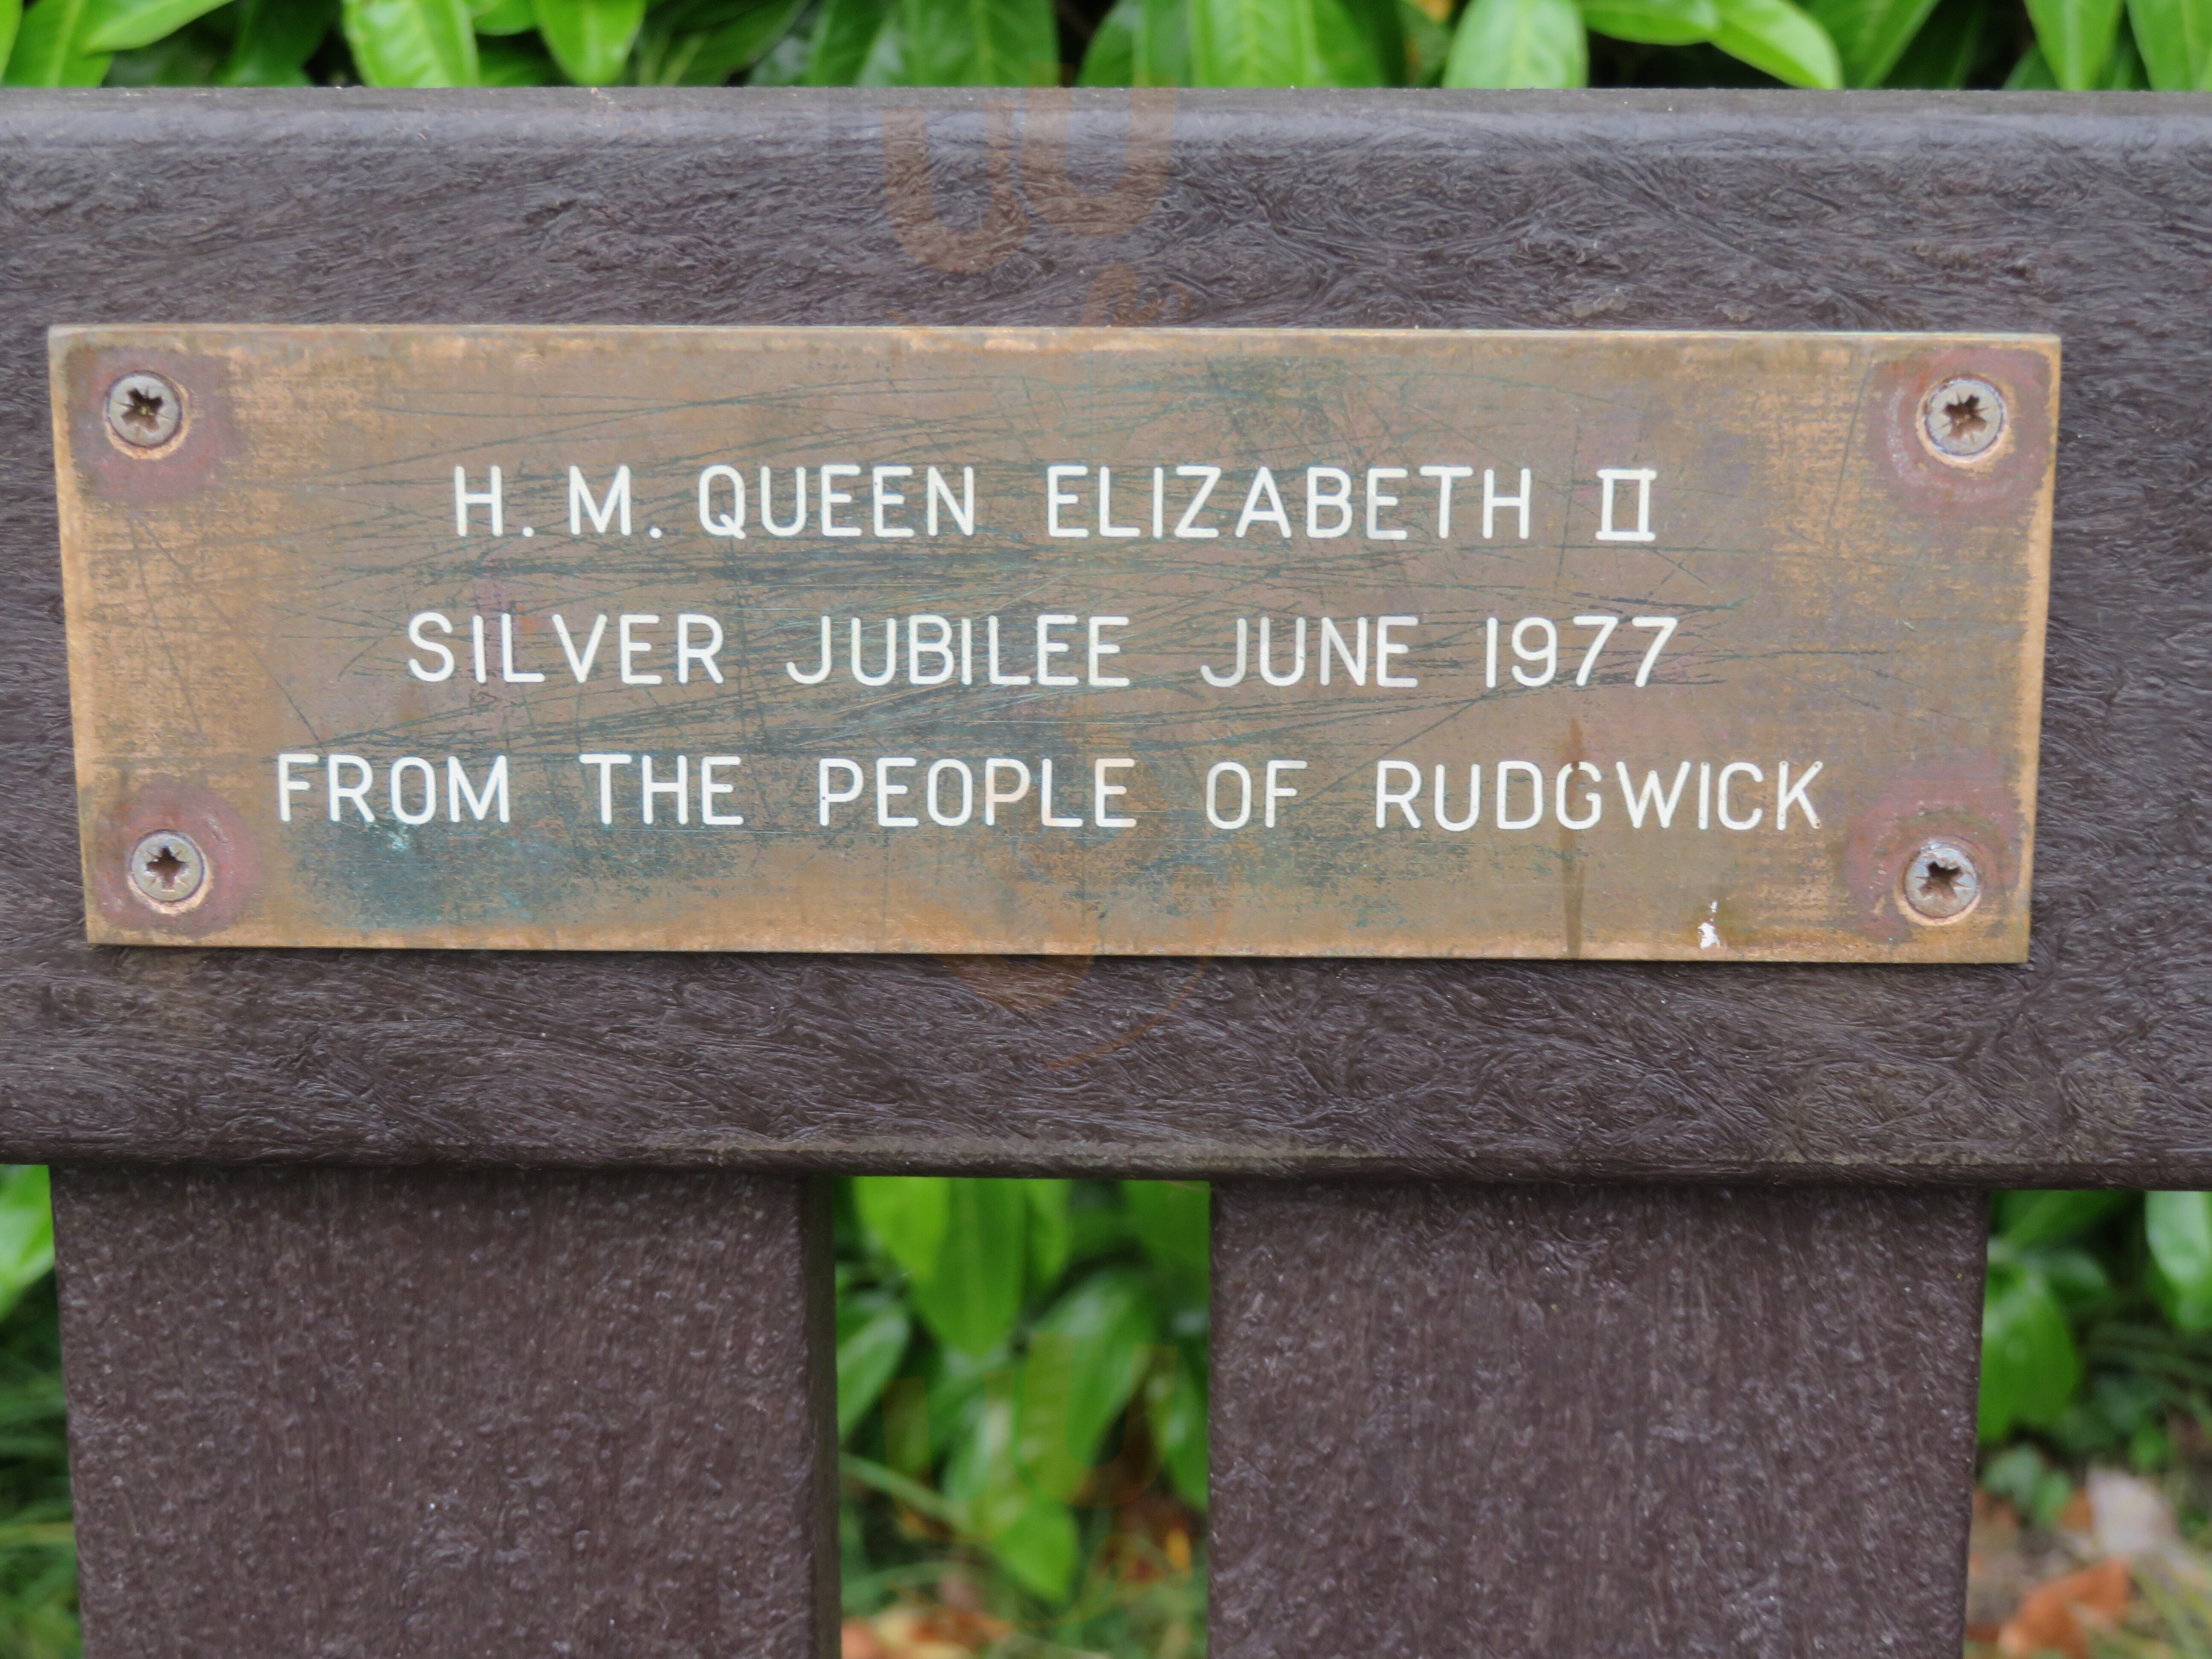 H. M. QUEEN ELIZABETH II
SILVER JUBILEE JUNE 1977
FROM THE PEOPLE OF RUDGWICK